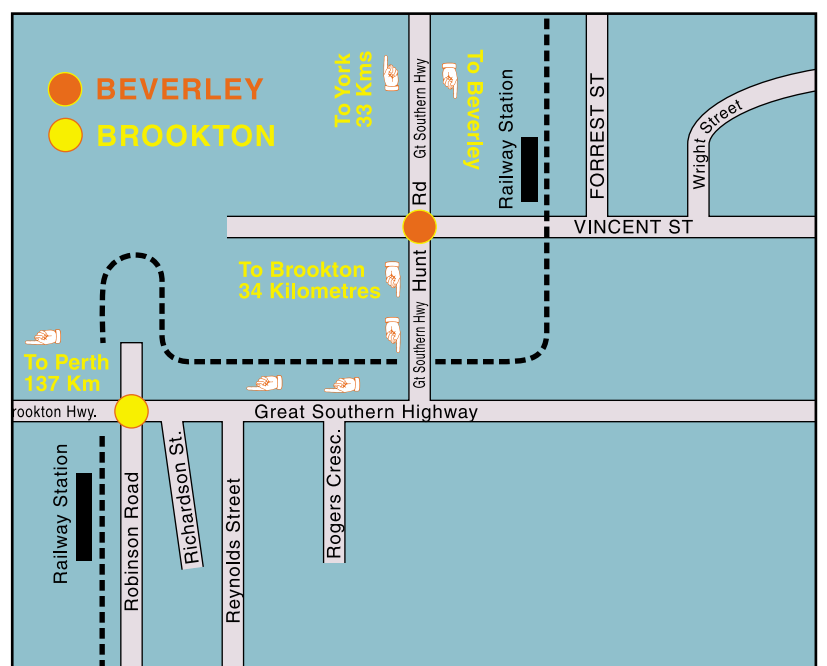 To York
33 Kms
Gt Southern Hwy
To Beverley
Railway Station
FORREST ST
Wright Street
BEVERLEY
BROOKTON
Hunt Rd
VINCENT ST
To Brookton
34 Kilometres
Gt Southern Hwy
To Perth
137 Km
rookton Hwy.
Great Southern Highway
Railway Station
Robinson Road
Richardson St.
Reynolds Street
Rogers Cresc.